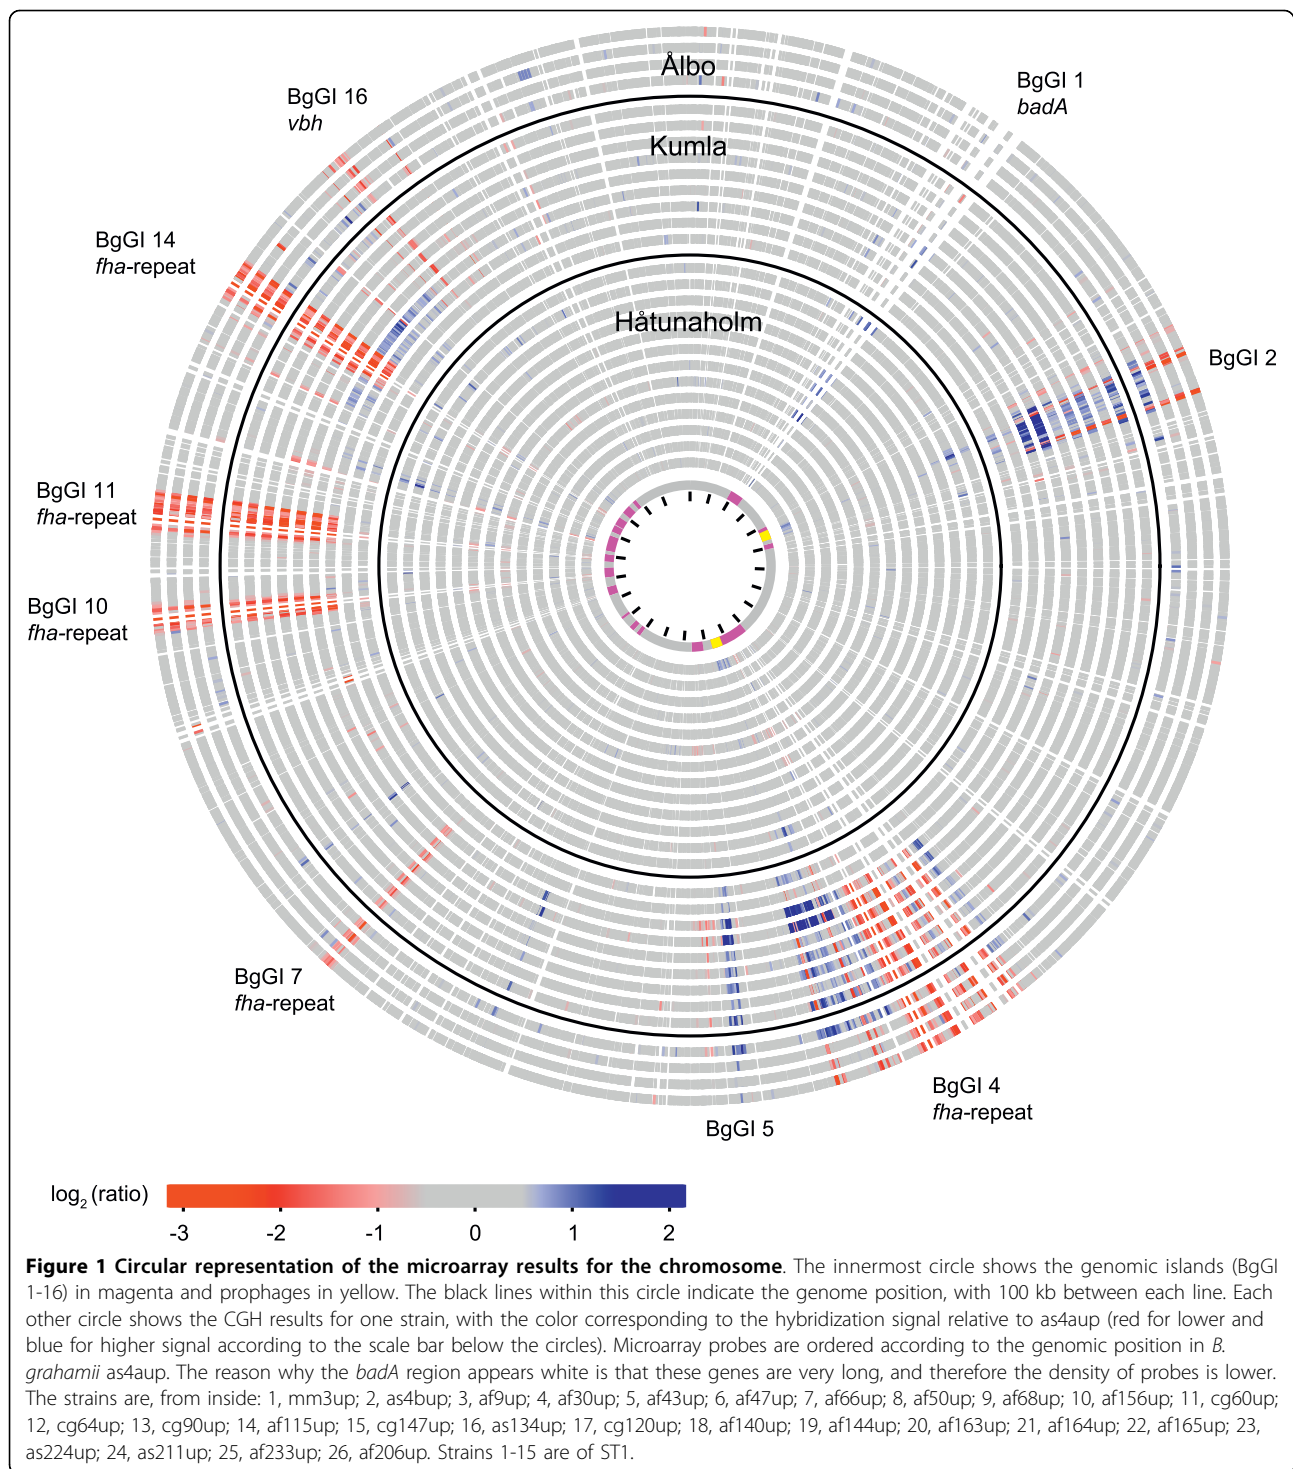 Ålbo
BgGI 1
badA
BgGI 16
vbh
Kumla
BgGI 14
fha-repeat
Håtunaholm
BgGI 2
BgGI 11
fha-repeat
BgGI 10
fha-repeat
BgGI 7
fha-repeat
BgGI 4
fha-repeat
BgGI 5
log2 (ratio)
-3 -2 -1 0 1 2
Figure 1 Circular representation of the microarray results for the chromosome. The innermost circle shows the genomic islands (BgGI
1-16) in magenta and prophages in yellow. The black lines within this circle indicate the genome position, with 100 kb between each line. Each
other circle shows the CGH results for one strain, with the color corresponding to the hybridization signal relative to as4aup (red for lower and
blue for higher signal according to the scale bar below the circles). Microarray probes are ordered according to the genomic position in B.
grahamii as4aup. The reason why the badA region appears white is that these genes are very long, and therefore the density of probes is lower.
The strains are, from inside: 1, mm3up; 2, as4bup; 3, af9up; 4, af30up; 5, af43up; 6, af47up; 7, af66up; 8, af50up; 9, af68up; 10, af156up; 11, cg60up;
12, cg64up; 13, cg90up; 14, af115up; 15, cg147up; 16, as134up; 17, cg120up; 18, af140up; 19, af144up; 20, af163up; 21, af164up; 22, af165up; 23,
as224up; 24, as211up; 25, af233up; 26, af206up. Strains 1-15 are of ST1.